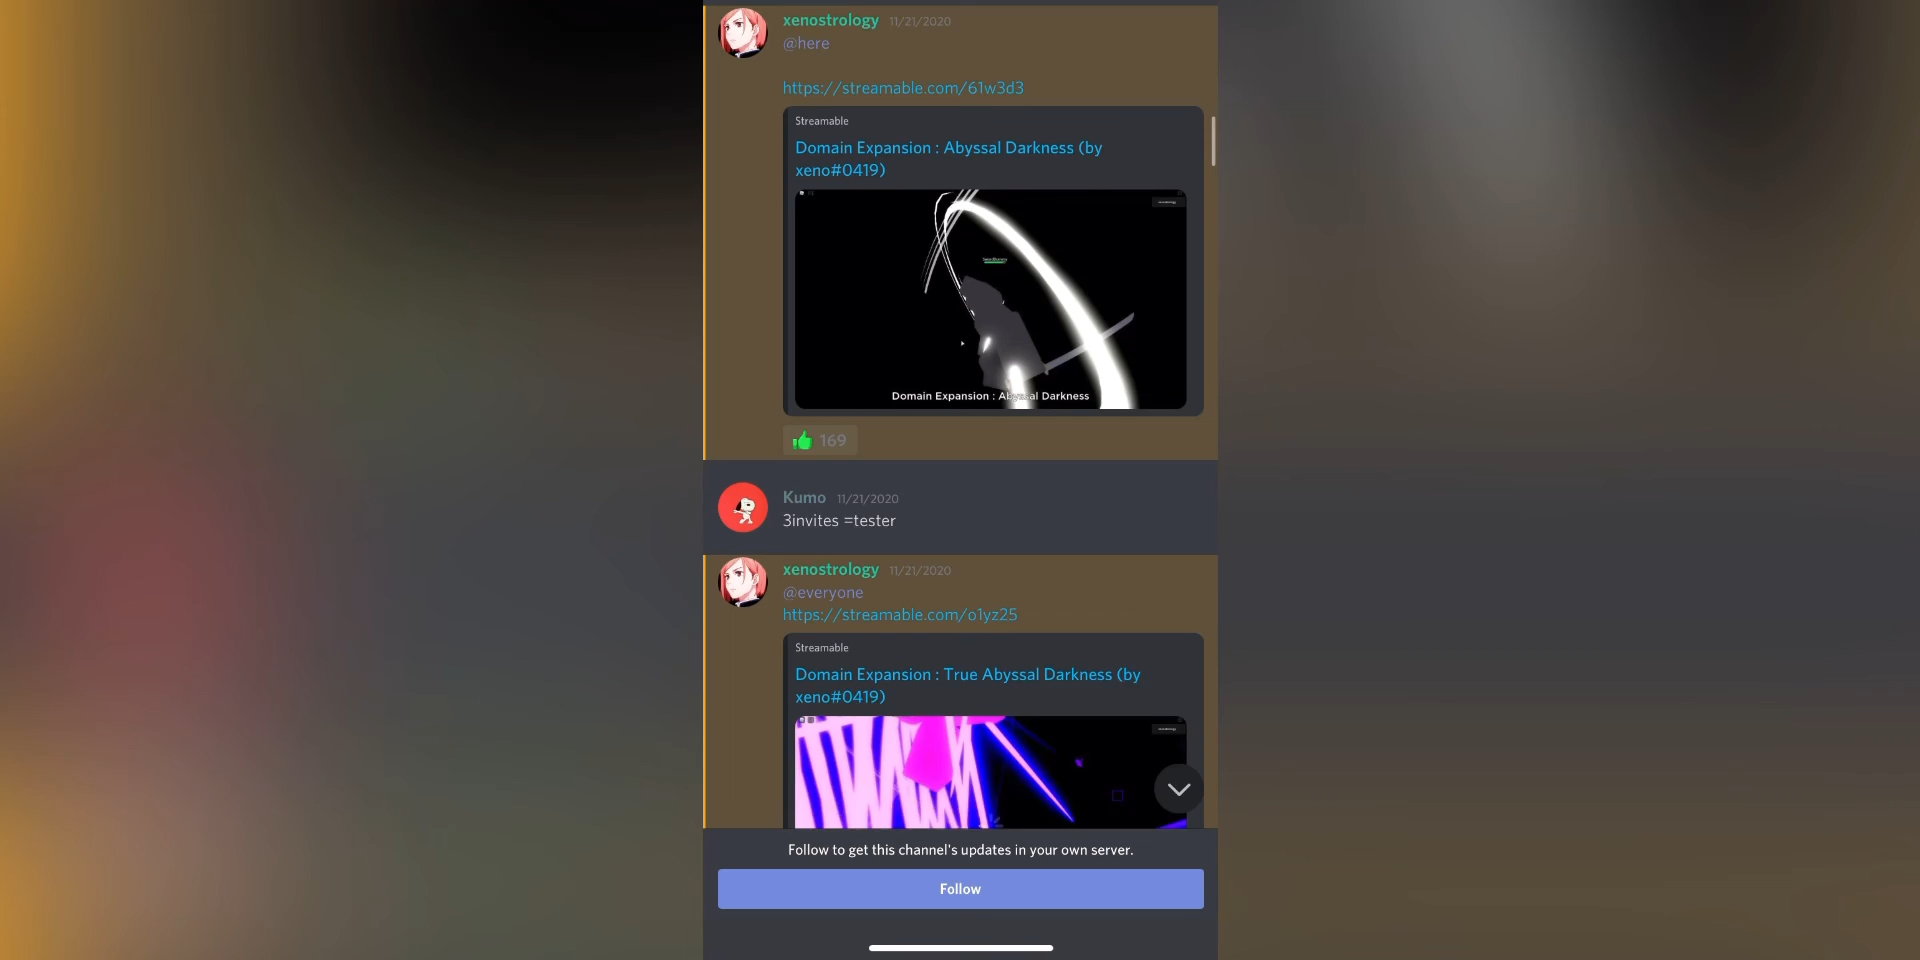 xenostrology 11/21/2020
@here
https://streamable.com/61w3d3
Streamable
Domain Expansion : Abyssal Darkness (by
xeno#0419)
Domain Expansion : Abyssal Darkness
169
Kumo 11/21/2020
3invites =tester
xenostrology 11/21/2020
@everyone
https://streamable.com/o1yz25
Streamable
Domain Expansion : True Abyssal Darkness (by
xeno#0419)
Follow to get this channel's updates in your own server.
Follow